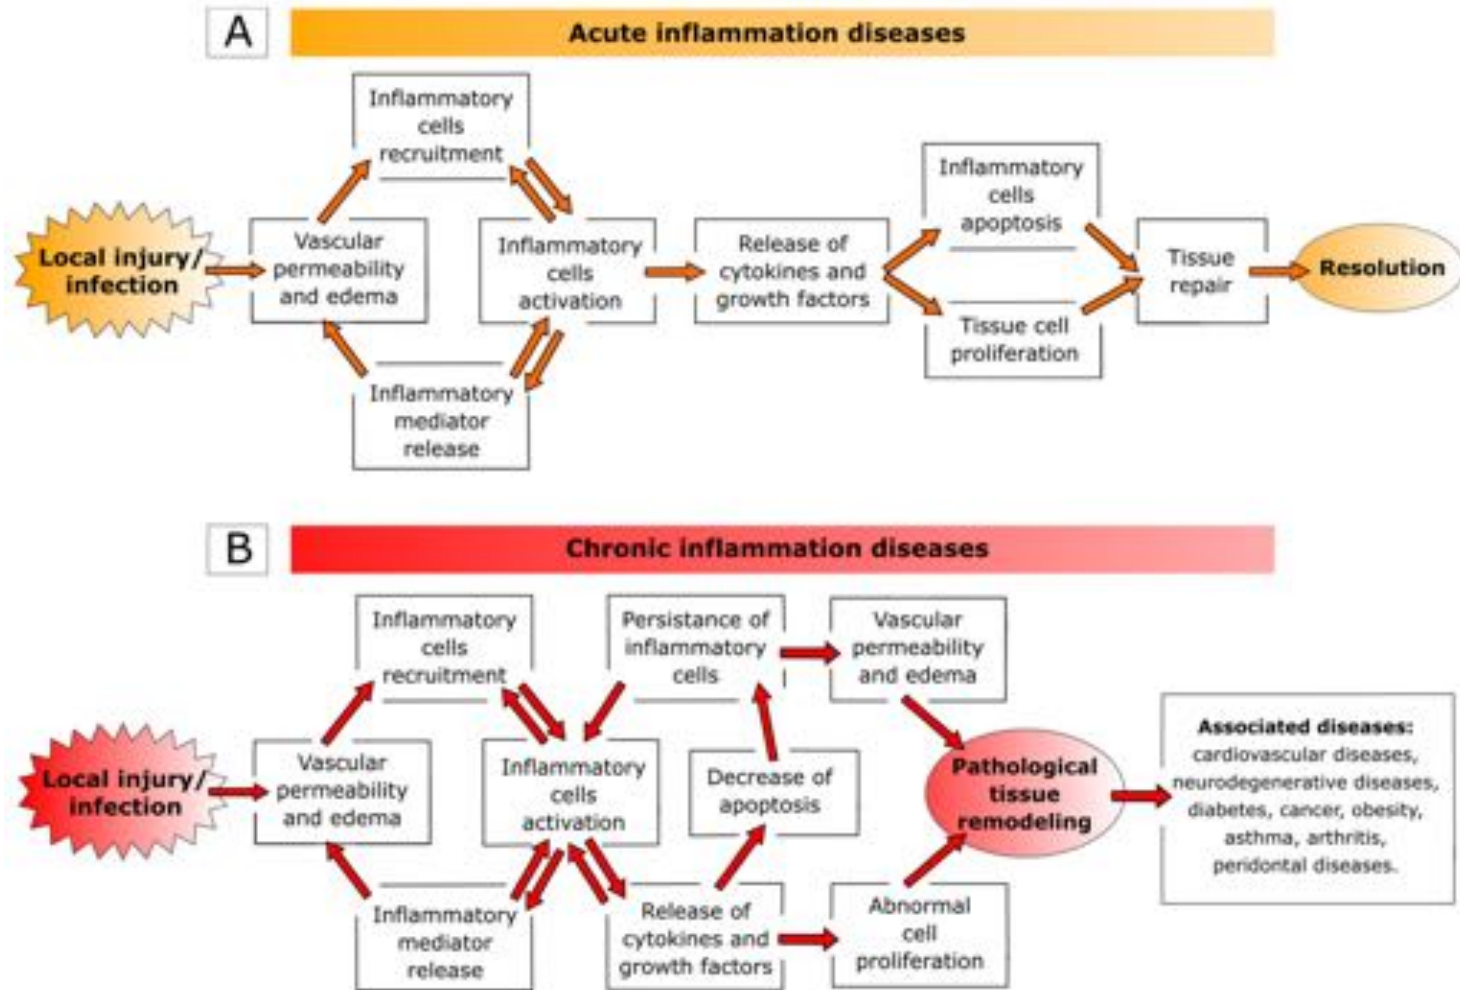 A
Acute inflammation diseases
Inflammatory
cells
recruitment
Local injury/
infection
Vascular
permeability
and edema
Inflammatory
cells
activation
Inflammatory
mediator
release
Release of
cytokines and
growth factors
Inflammatory
cells
apoptosis
Tissue cell
proliferation
Tissue
repair
Resolution
B
Chronic inflammation diseases
Inflammatory
cells
recruitment
Local injury/
infection
Vascular
permeability
and edema
Inflammatory
cells
activation
Inflammatory
mediator
release
Persistance of
inflammatory
cells
Decrease of
apoptosis
Release of
cytokines and
growth factors
Vascular
permeability
and edema
Abnormal
cell
proliferation
Pathological
tissue
remodeling
Associated diseases:
cardiovascular diseases,
neurodegenerative diseases,
diabetes, cancer, obesity,
asthma, arthritis,
peridontal diseases.